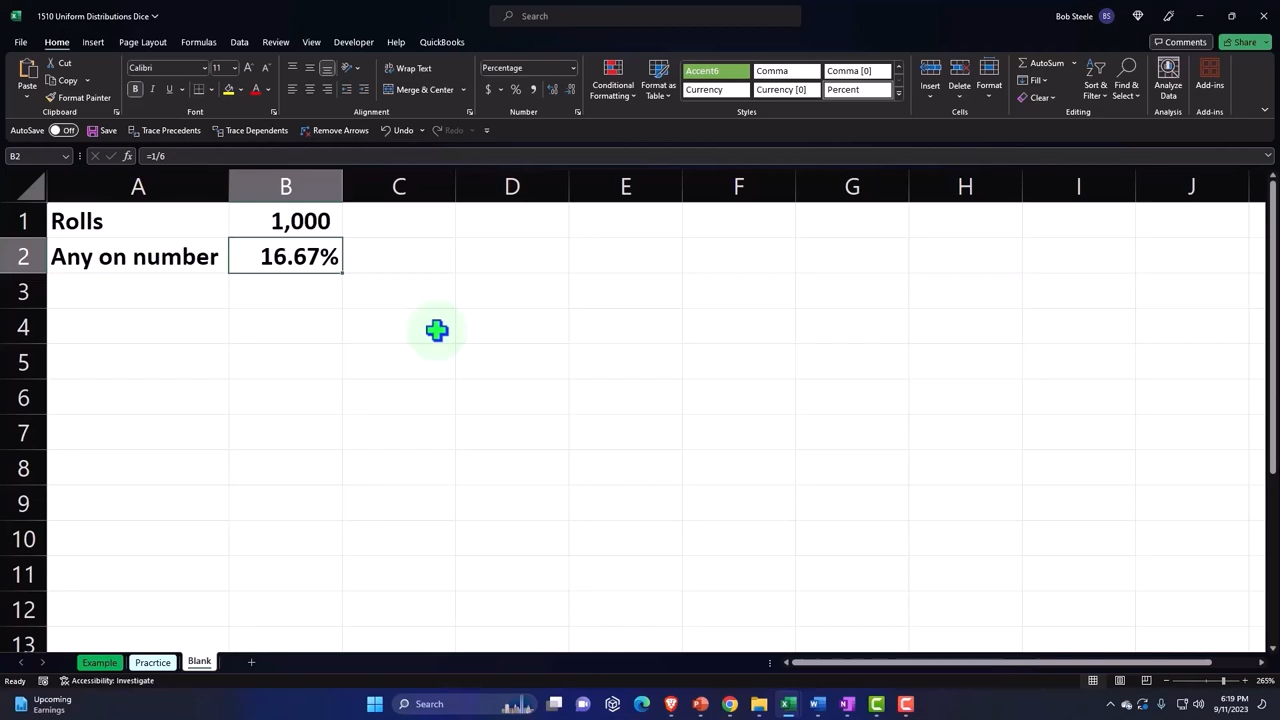 1510 Uniform Distributions Dice
Search
Bob Steele
BS
File
Home
Insert
Page Layout
Formulas
Data
Review
View
Developer
Help
QuickBooks
Comments
Share
Paste
Cut
Copy
Format Painter
Clipboard
Calibri
11
B I U
Font
Wrap Text
Merge & Center
Alignment
Percentage
$ % ,
Number
Conditional
Formatting
Format as
Table
Accent6
Comma
Comma [0]
Currency
Currency [0]
Percent
Styles
Insert
Delete
Format
Cells
AutoSum
Fill
Clear
Sort &
Filter
Find &
Select
Editing
Analyze
Data
Analysis
Add-ins
Add-ins
AutoSave Off
Save
Trace Precedents
Trace Dependents
Remove Arrows
Undo
Redo
B2
fx
=1/6
A B C D E F G H I J
1 Rolls 1,000
2 Any on number 16.67%
3
4
5
6
7
8
9
10
11
12
13
Example
Pracrtice
Blank
Ready
Accessibility: Investigate
265%
Upcoming
Earnings
Search
6:19 PM
9/11/2023